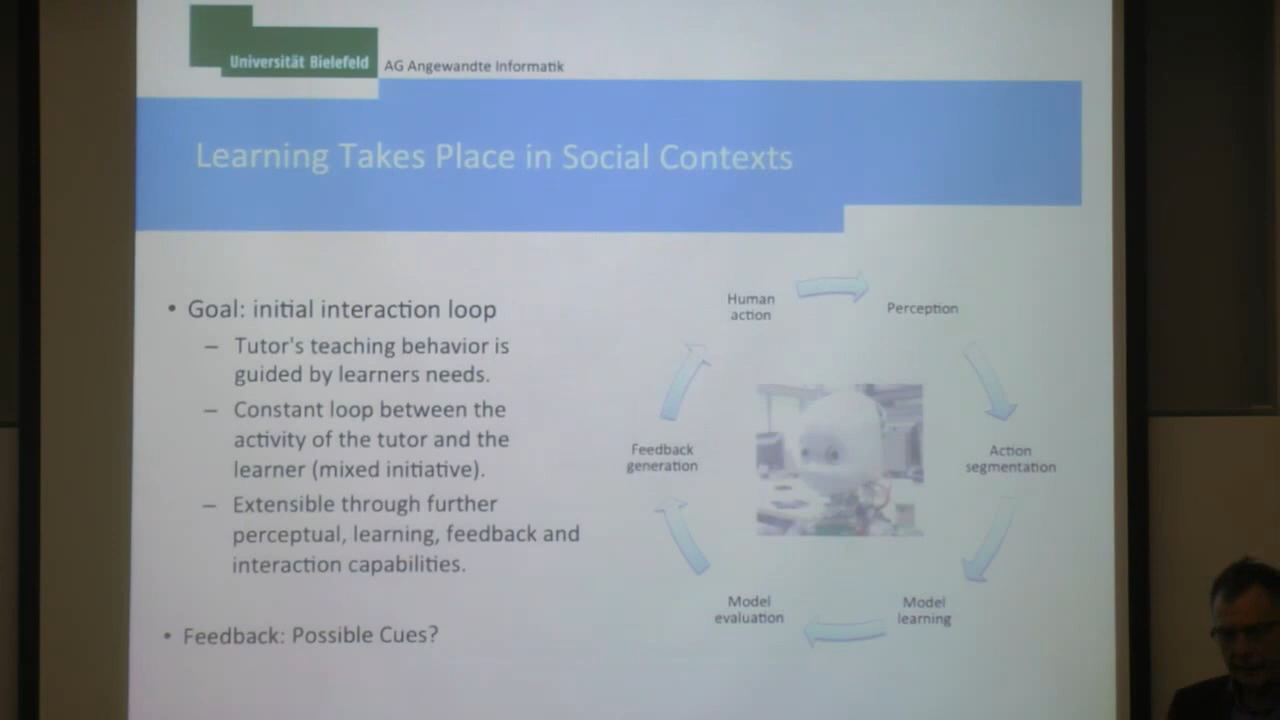 Universität Bielefeld
AG Angewandte Informatik
Learning Takes Place in Social Contexts
• Goal: initial interaction loop
– Tutor's teaching behavior is
guided by learners needs.
– Constant loop between the
activity of the tutor and the
learner (mixed initiative).
– Extensible through further
perceptual, learning, feedback and
interaction capabilities.
• Feedback: Possible Cues?
Human
action
Perception
Action
segmentation
Model
learning
Model
evaluation
Feedback
generation